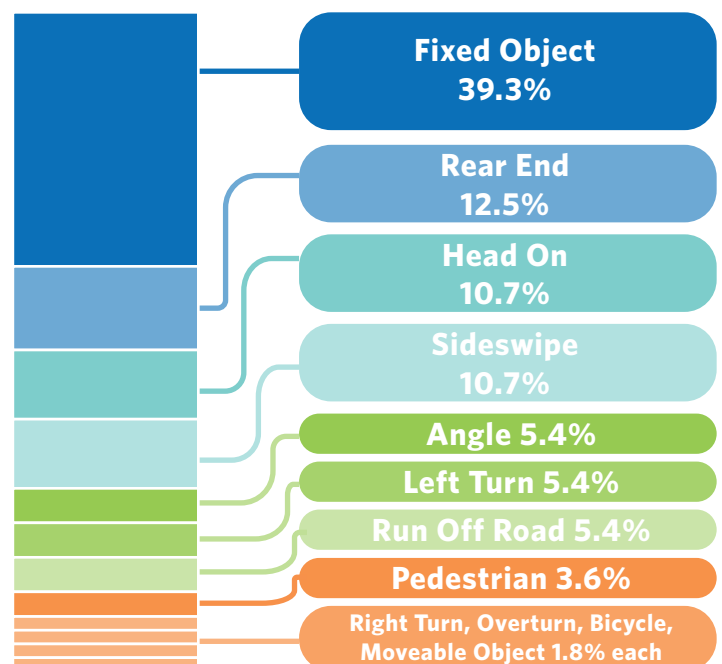 Fixed Object
39.3%
Rear End
12.5%
Head On
10.7%
Sideswipe
10.7%
Angle 5.4%
Left Turn 5.4%
Run Off Road 5.4%
Pedestrian 3.6%
Right Turn, Overturn, Bicycle,
Moveable Object 1.8% each